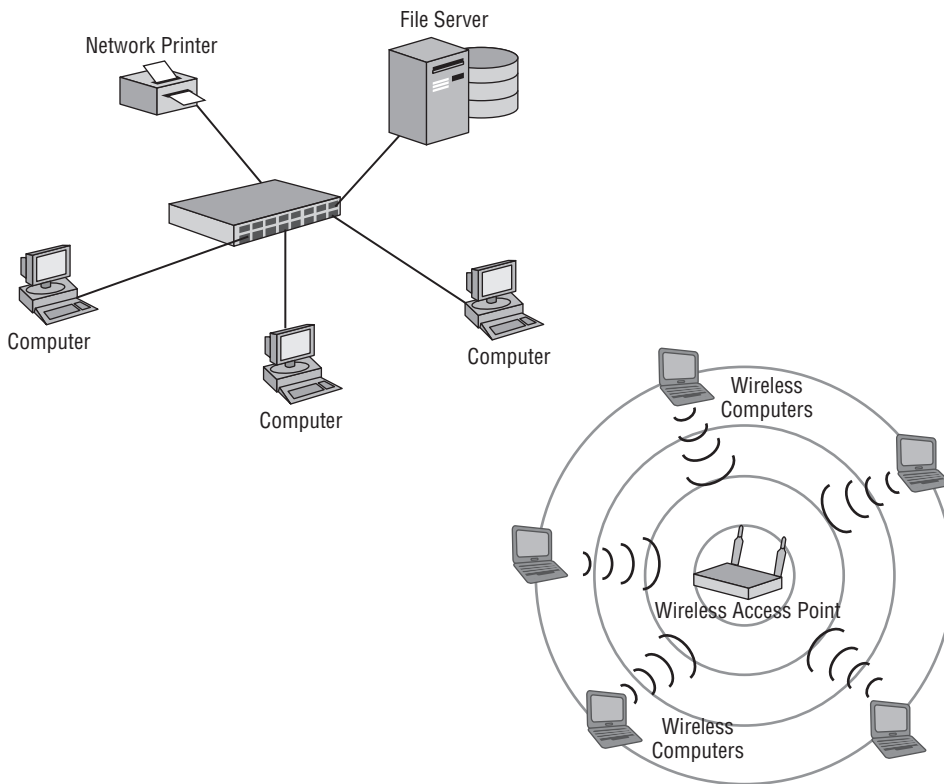 File Server
Network Printer
Computer
Computer
Computer
Wireless
Computers
Wireless Access Point
Wireless
Computers